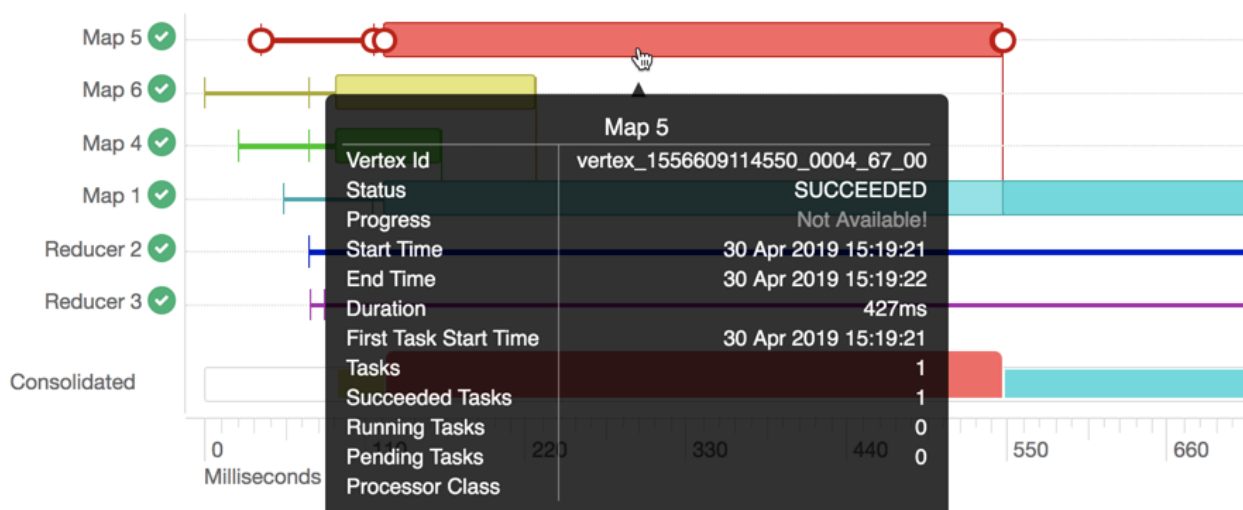 Map 5
Map 6
Map 4
Map 1
Reducer 2
Reducer 3
Consolidated
Map 5
Vertex Id vertex_1556609114550_0004_67_00
Status SUCCEEDED
Progress Not Available!
Start Time 30 Apr 2019 15:19:21
End Time 30 Apr 2019 15:19:22
Duration 427ms
First Task Start Time 30 Apr 2019 15:19:21
Tasks 1
Succeeded Tasks 1
Running Tasks 0
Pending Tasks 0
Processor Class
0 110 220 330 440 550 660
Milliseconds